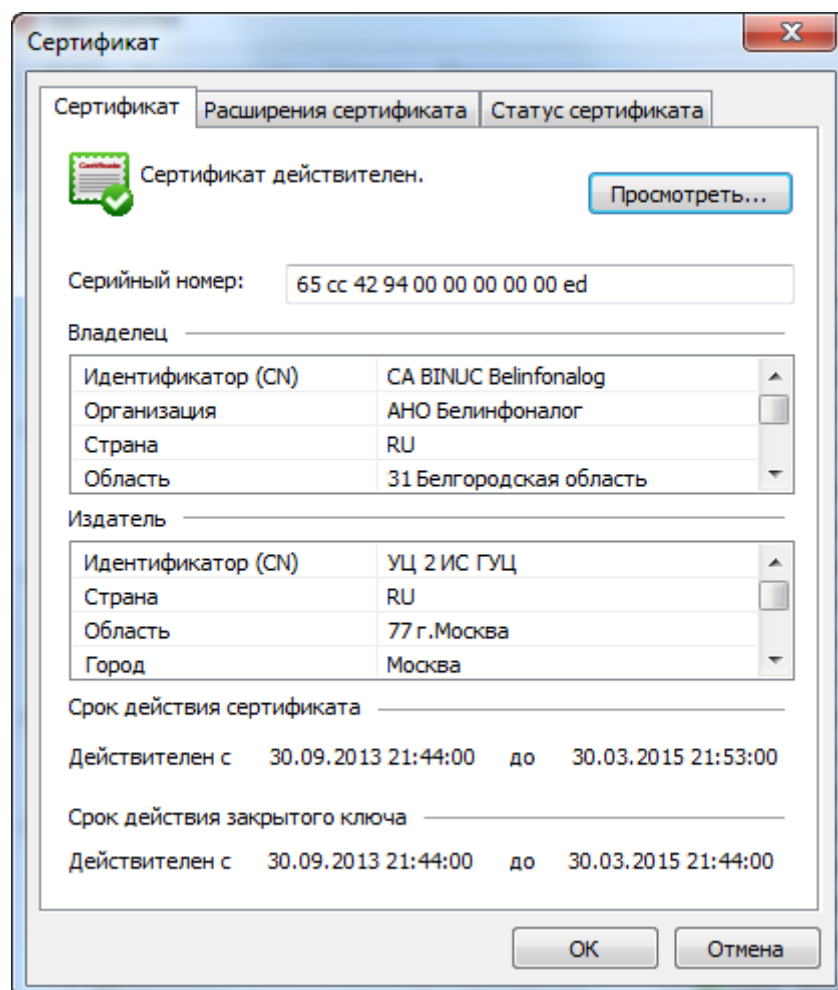 Сертификат
Сертификат Расширения сертификата Статус сертификата
Сертификат действителен.
Просмотреть...
Серийный номер: 65 cc 42 94 00 00 00 00 00 ed
Владелец
Идентификатор (CN) CA BINUC Belinfonalog
Организация АНО Белинфоналог
Страна RU
Область 31 Белгородская область
Издатель
Идентификатор (CN) УЦ 2 ИС ГУЦ
Страна RU
Область 77 г.Москва
Город Москва
Срок действия сертификата
Действителен с 30.09.2013 21:44:00 до 30.03.2015 21:53:00
Срок действия закрытого ключа
Действителен с 30.09.2013 21:44:00 до 30.03.2015 21:44:00
ОК Отмена